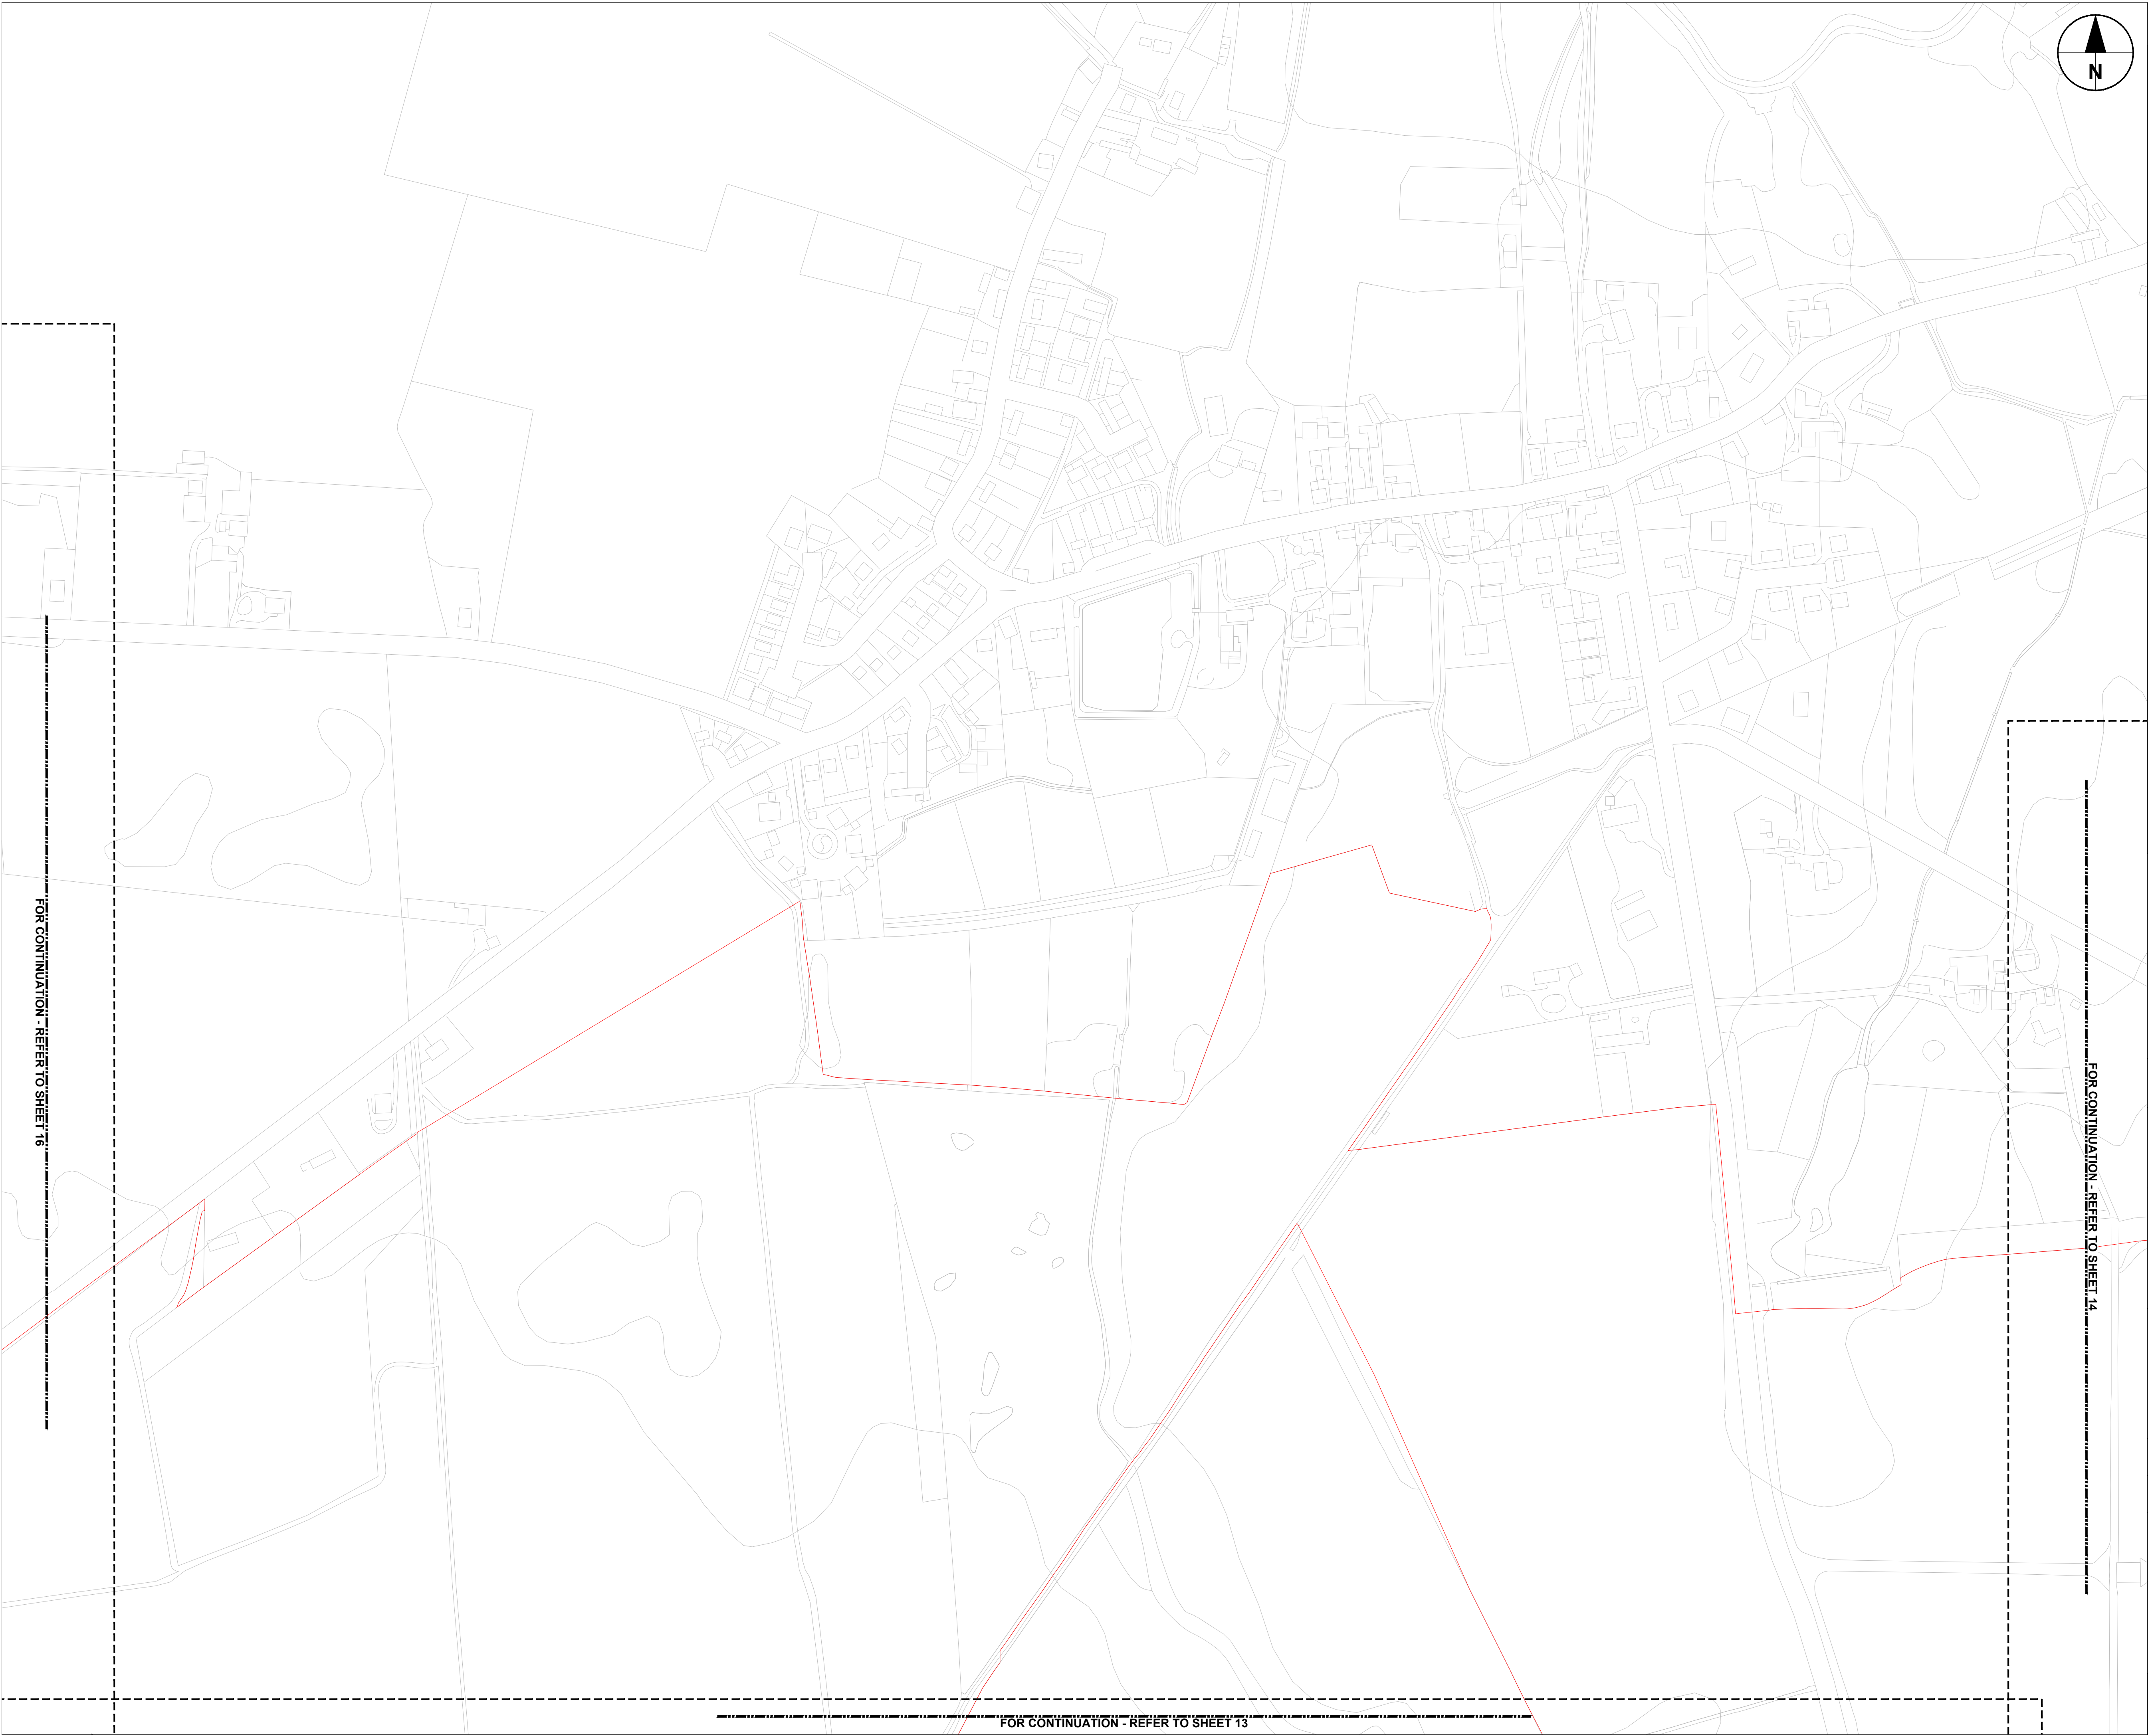 N
FOR CONTINUATION - REFER TO SHEET 16
FOR CONTINUATION - REFER TO SHEET 14
FOR CONTINUATION - REFER TO SHEET 13